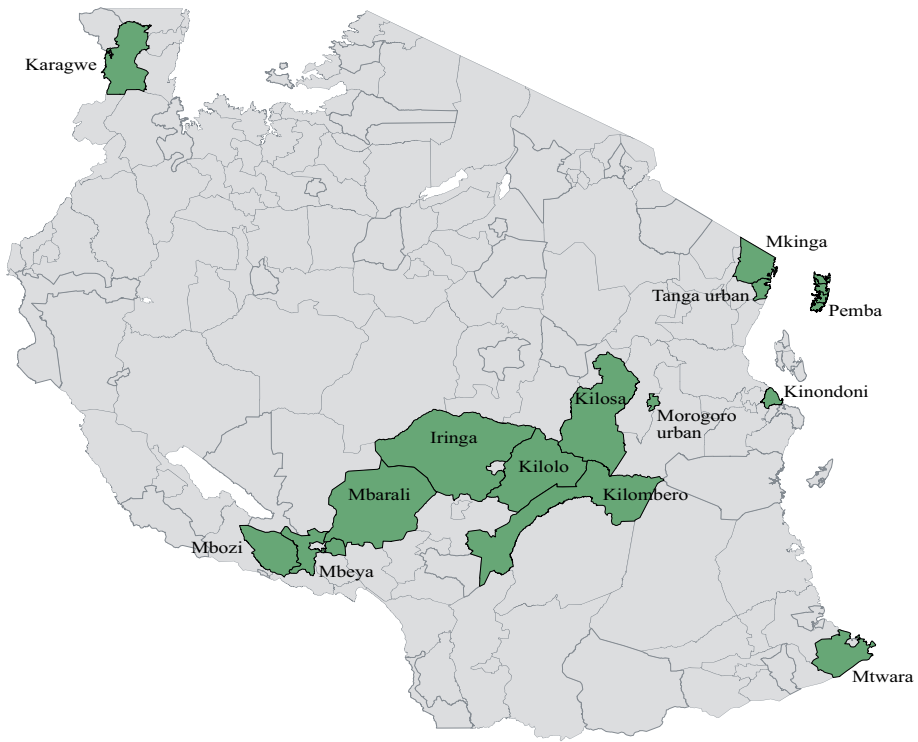 Karagwe
Mkinga
Tanga urban
Pemba
Kinondoni
Kilosa
Morogoro
urban
Iringa
Kilolo
Mbarali
Kilombero
Mbozi
Mbeya
Mtwara